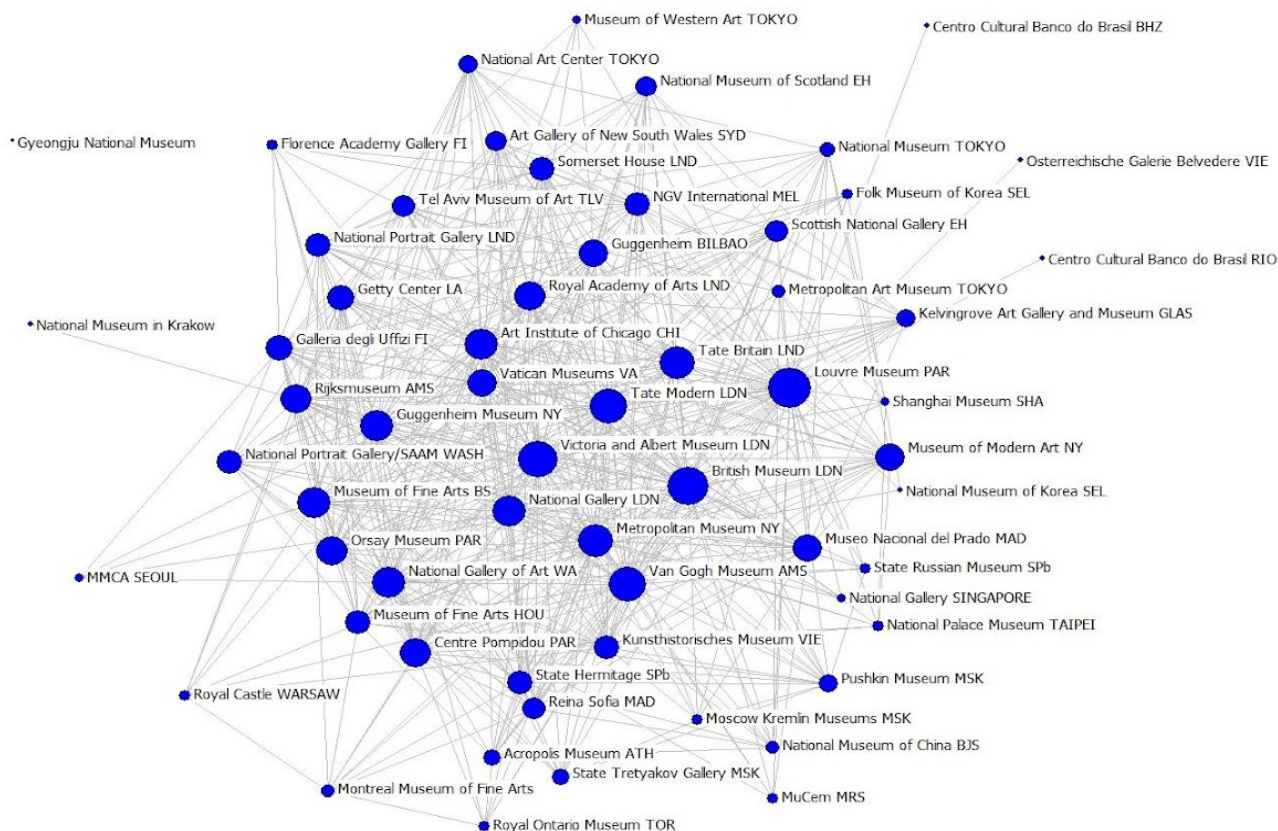 Museum of Western Art TOKYO
Centro Cultural Banco do Brasil BHZ
National Art Center TOKYO
National Museum of Scotland EH
Gyeongju National Museum
Florence Academy Gallery FI
Art Gallery of New South Wales SYD
National Museum TOKYO
Somerset House LND
Osterreichische Galerie Belvedere VIE
Tel Aviv Museum of Art TLV
NGV International MEL
Folk Museum of Korea SEL
National Portrait Gallery LND
Guggenheim BILBAO
Scottish National Gallery EH
Centro Cultural Banco do Brasil RIO
Getty Center LA
Royal Academy of Arts LND
Metropolitan Art Museum TOKYO
National Museum in Krakow
Kelvingrove Art Gallery and Museum GLAS
Galleria degli Uffizi FI
Art Institute of Chicago CHI
Tate Britain LND
Louvre Museum PAR
Rijksmuseum AMS
Vatican Museums VA
Tate Modern LDN
Shanghai Museum SHA
Guggenheim Museum NY
Victoria and Albert Museum LDN
Museum of Modern Art NY
National Portrait Gallery/SAAM WASH
British Museum LDN
National Museum of Korea SEL
Museum of Fine Arts BS
National Gallery LDN
Orsay Museum PAR
Metropolitan Museum NY
Museo Nacional del Prado MAD
MMCA SEOUL
National Gallery of Art WA
Van Gogh Museum AMS
State Russian Museum SPb
National Gallery SINGAPORE
Museum of Fine Arts HOU
National Palace Museum TAIPEI
Centre Pompidou PAR
Kunsthistorisches Museum VIE
State Hermitage SPb
Pushkin Museum MSK
Royal Castle WARSAW
Reina Sofia MAD
Moscow Kremlin Museums MSK
Acropolis Museum ATH
National Museum of China BJS
State Tretyakov Gallery MSK
Montreal Museum of Fine Arts
MuCem MRS
Royal Ontario Museum TOR